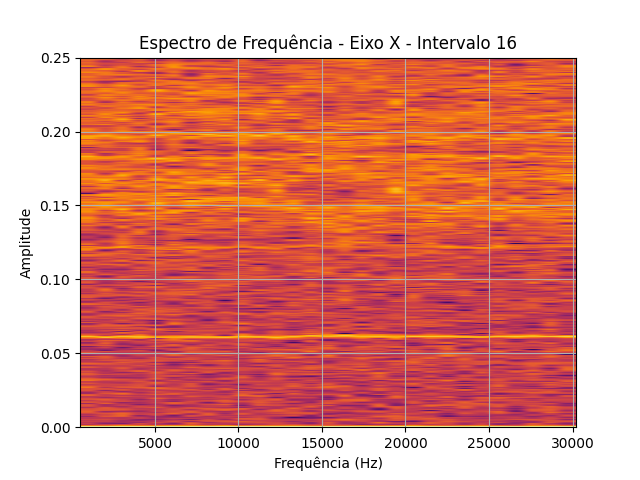 Espectro de Frequência - Eixo X - Intervalo 16
0.25
0.20
0.15
0.10
0.05
0.00
Amplitude
5000 10000 15000 20000 25000 30000
Frequência (Hz)